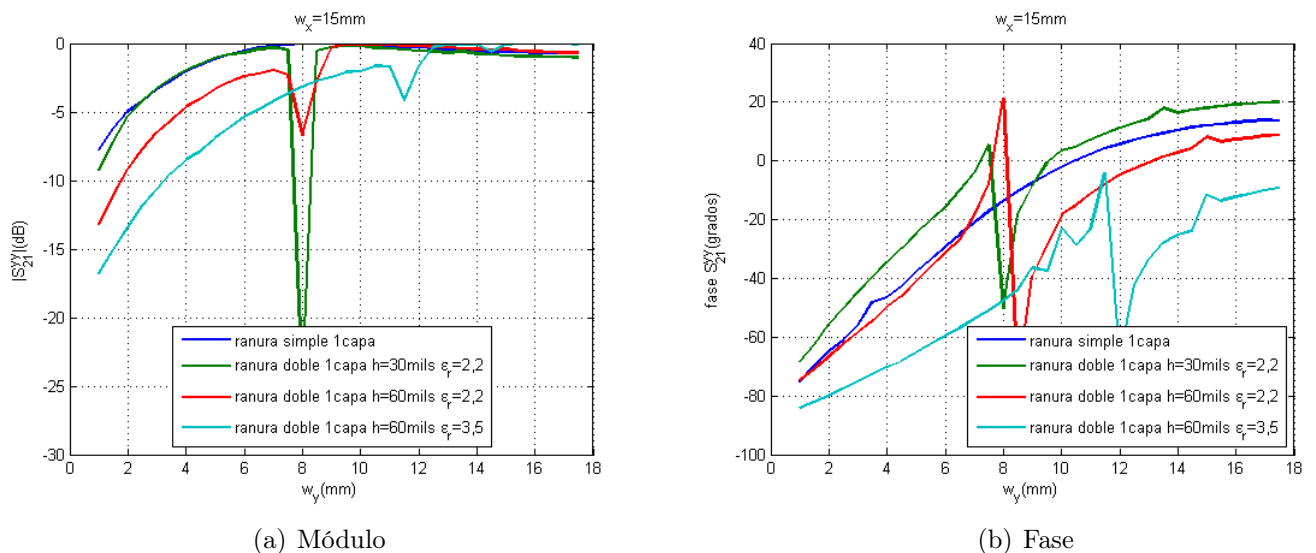 w_x=15mm
|S_21^yy|(dB)
0
-5
-10
-15
-20
-25
-30
ranura simple 1capa
ranura doble 1capa h=30mils ε_r=2,2
ranura doble 1capa h=60mils ε_r=2,2
ranura doble 1capa h=60mils ε_r=3,5
0 2 4 6 8 10 12 14 16 18
w_y(mm)
(a) Módulo
w_x=15mm
fase S_21^yy(grados)
40
20
0
-20
-40
-60
-80
-100
ranura simple 1capa
ranura doble 1capa h=30mils ε_r=2,2
ranura doble 1capa h=60mils ε_r=2,2
ranura doble 1capa h=60mils ε_r=3,5
0 2 4 6 8 10 12 14 16 18
w_y(mm)
(b) Fase